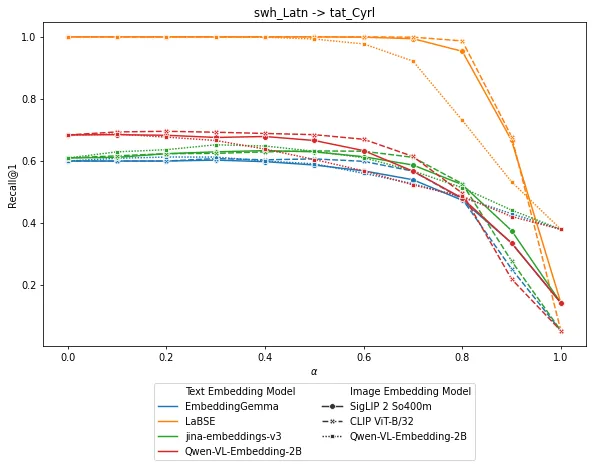 swh_Latn -> tat_Cyrl
1.0
0.8
0.6
0.4
0.2
Recall@1
0.0 0.2 0.4 0.6 0.8 1.0
α
Text Embedding Model Image Embedding Model
EmbeddingGemma SigLIP 2 So400m
LaBSE CLIP ViT-B/32
jina-embeddings-v3 Qwen-VL-Embedding-2B
Qwen-VL-Embedding-2B